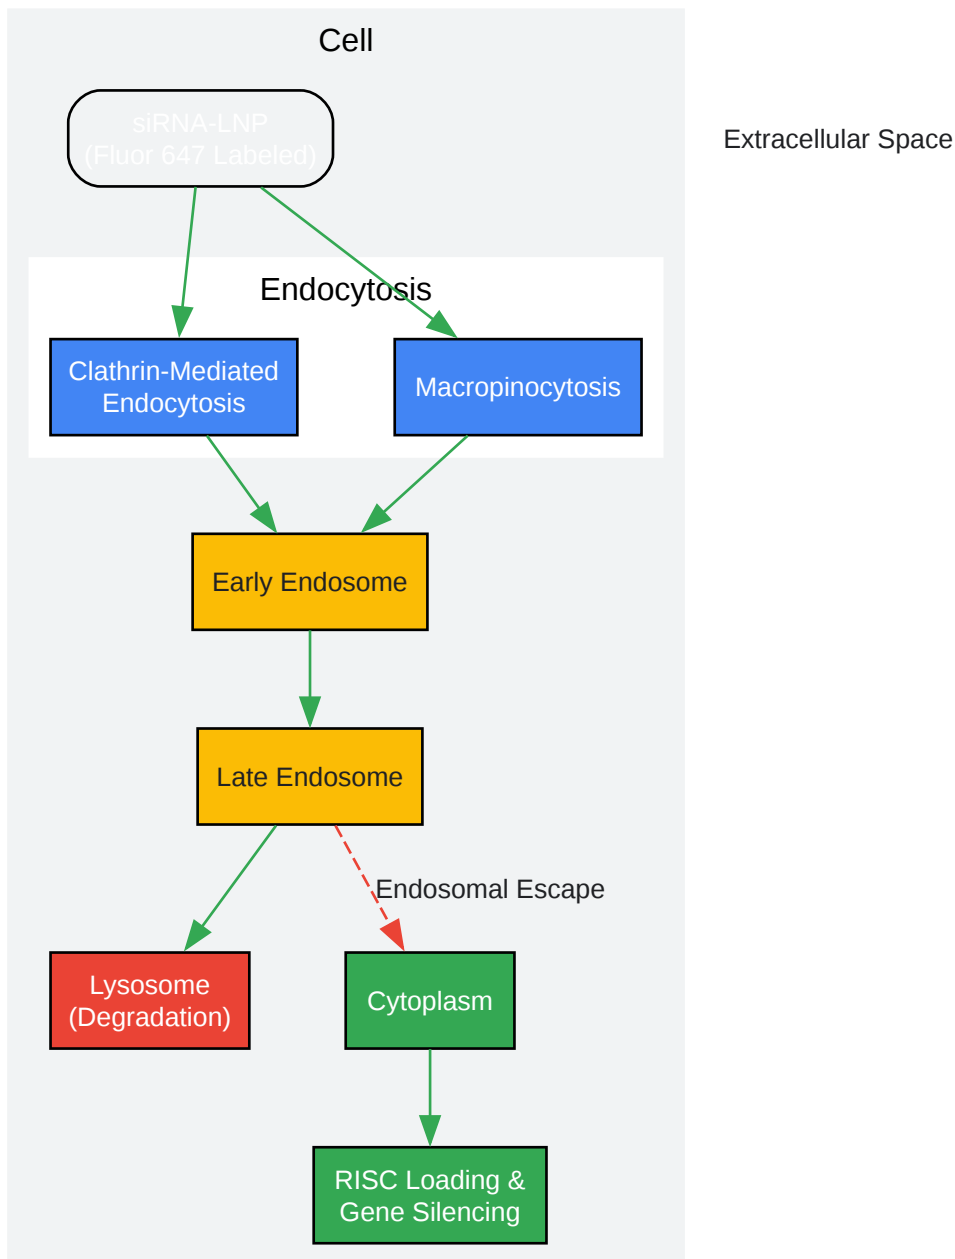 Cell
siRNA-LNP
(Fluor 647 Labeled)
Extracellular Space
Endocytosis
Clathrin-Mediated
Endocytosis
Macropinocytosis
Early Endosome
Late Endosome
Endosomal Escape
Lysosome
(Degradation)
Cytoplasm
RISC Loading &
Gene Silencing